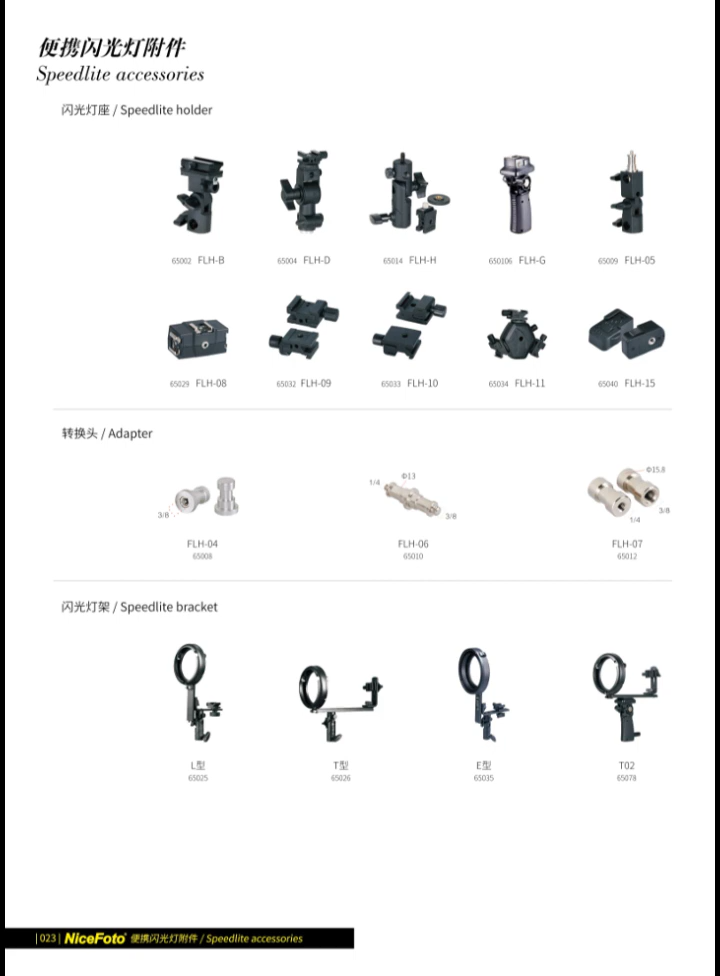 便携闪光灯附件
Speedlite accessories
闪光灯座 / Speedlite holder
65002 FLH-B
65004 FLH-D
65014 FLH-H
650106 FLH-G
65009 FLH-05
65029 FLH-08
65032 FLH-09
65033 FLH-10
65034 FLH-11
65040 FLH-15
转换头 / Adapter
3/8
1/4
Φ13
3/8
Φ15.8
3/8
1/4
FLH-04
65008
FLH-06
65010
FLH-07
65012
闪光灯架 / Speedlite bracket
L型
65025
T型
65026
E型
65035
T02
65078
|023| NiceFoto 便携闪光灯附件 / Speedlite accessories